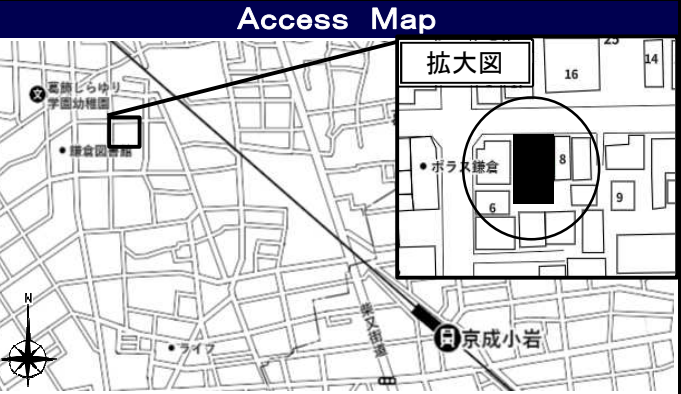 Access Map
拡大図
25
14
16
文
葛飾しらゆり
学園幼稚園
鎌倉図書館
ポラス鎌倉
8
6
9
N
柴又街道
京成小岩
ライフ